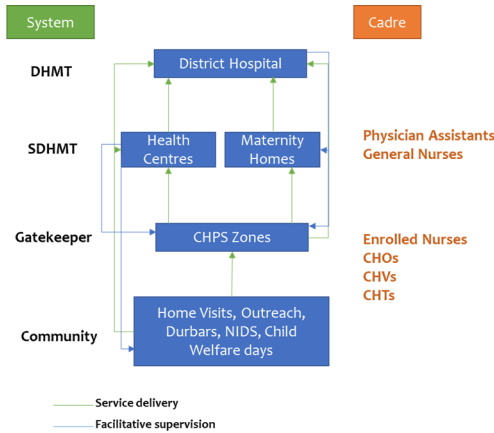 System
Cadre
DHMT
District Hospital
SDHMT
Health
Centres
Maternity
Homes
Physician Assistants
General Nurses
Gatekeeper
CHPS Zones
Enrolled Nurses
CHOs
CHVs
CHTs
Community
Home Visits, Outreach,
Durbars, NIDS, Child
Welfare days
Service delivery
Facilitative supervision